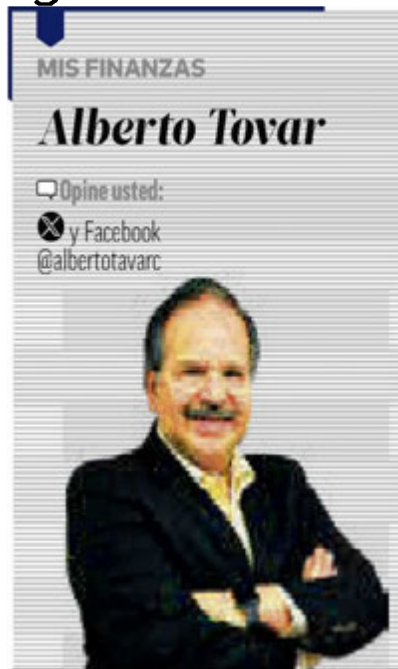 MIS FINANZAS
Alberto Tovar
Opine usted:
y Facebook
@albertotavarc